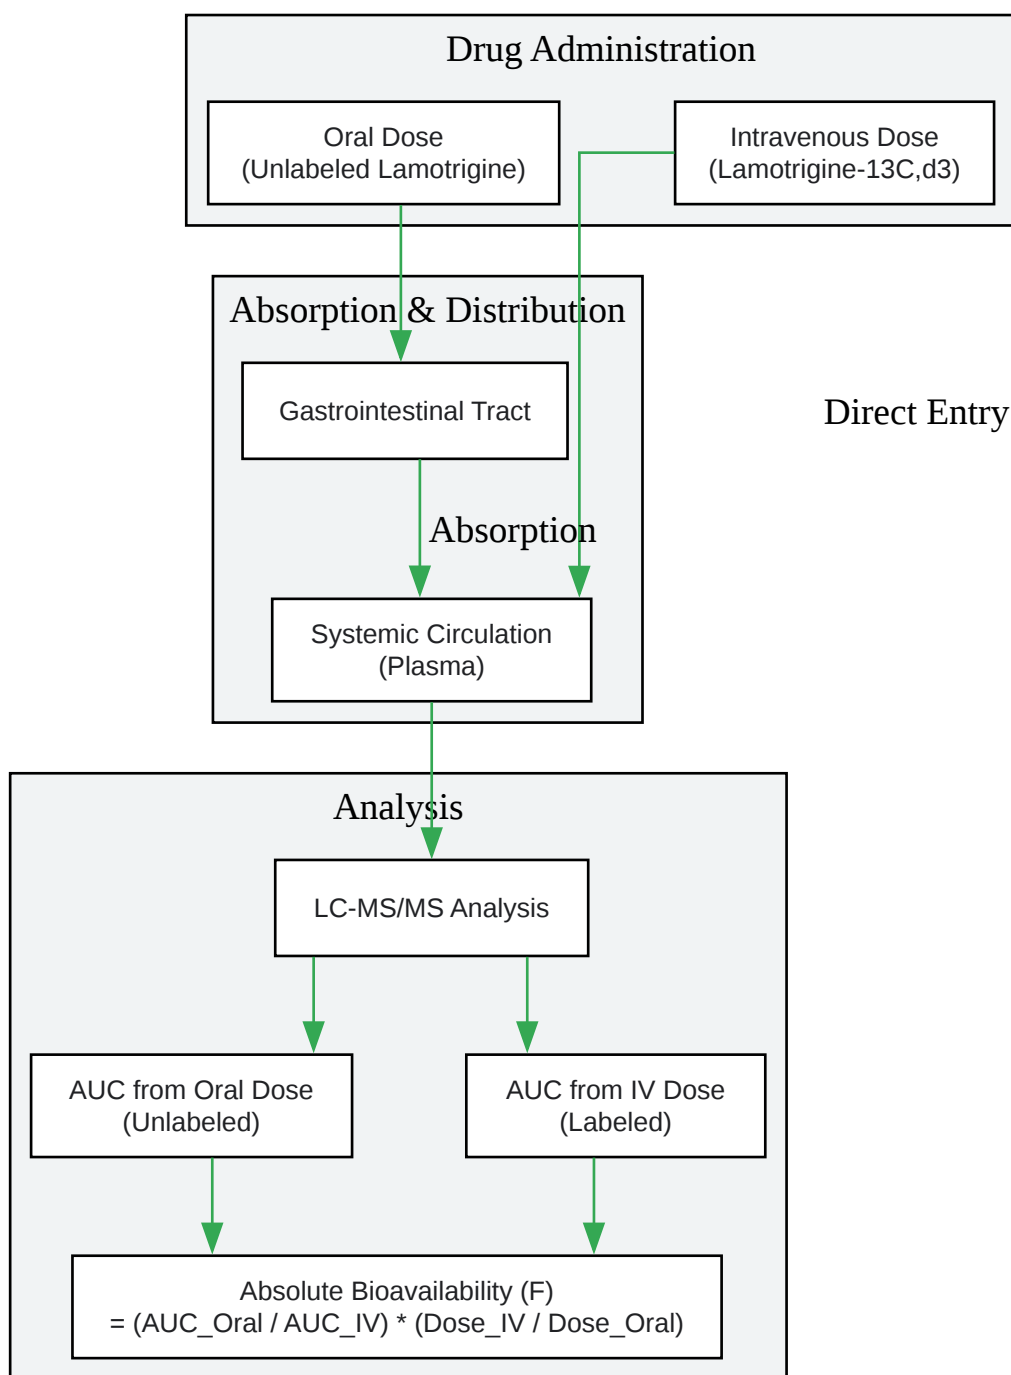 Drug Administration
Oral Dose
(Unlabeled Lamotrigine)
Intravenous Dose
(Lamotrigine-13C,d3)
Absorption & Distribution
Gastrointestinal Tract
Direct Entry
Absorption
Systemic Circulation
(Plasma)
Analysis
LC-MS/MS Analysis
AUC from Oral Dose
(Unlabeled)
AUC from IV Dose
(Labeled)
Absolute Bioavailability (F)
= (AUC_Oral / AUC_IV) * (Dose_IV / Dose_Oral)